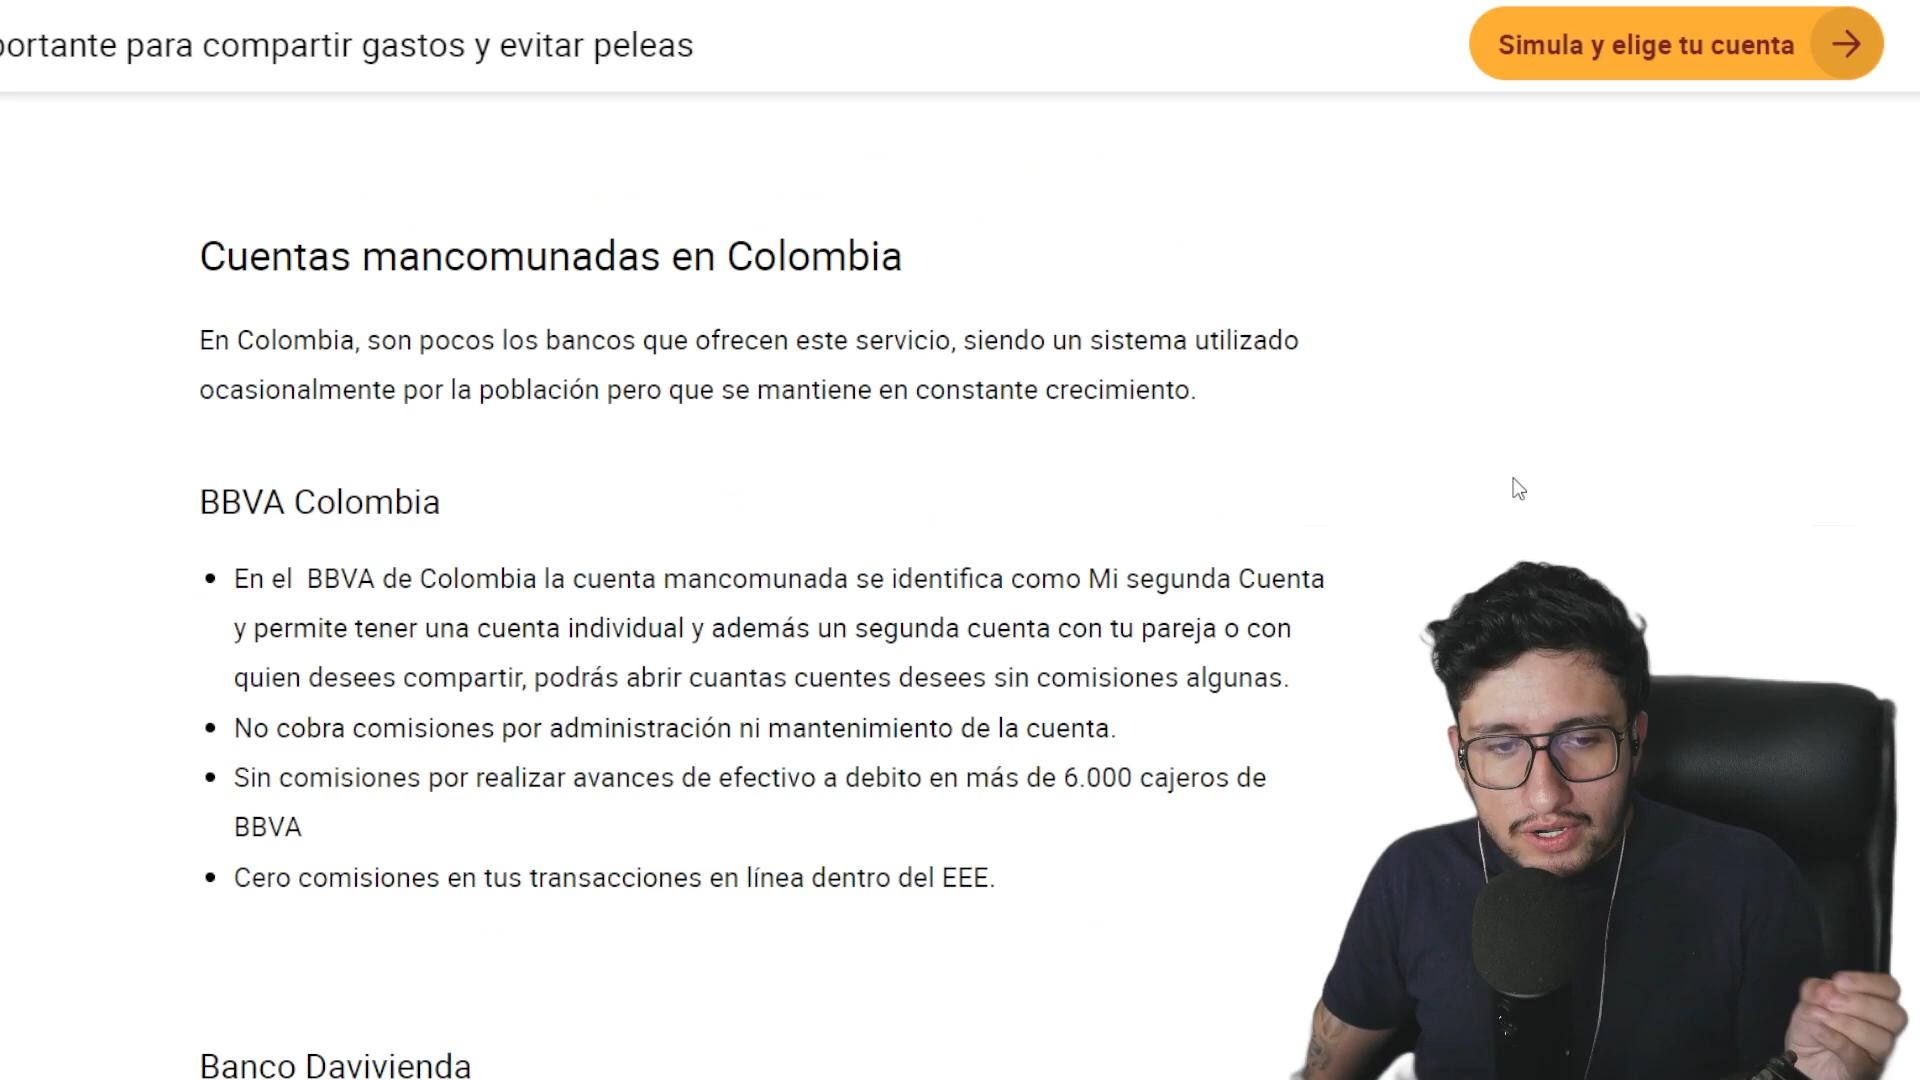 portante para compartir gastos y evitar peleas
Simula y elige tu cuenta
Cuentas mancomunadas en Colombia
En Colombia, son pocos los bancos que ofrecen este servicio, siendo un sistema utilizado
ocasionalmente por la población pero que se mantiene en constante crecimiento.
BBVA Colombia
• En el BBVA de Colombia la cuenta mancomunada se identifica como Mi segunda Cuenta
y permite tener una cuenta individual y además un segunda cuenta con tu pareja o con
quien desees compartir, podrás abrir cuantas cuentes desees sin comisiones algunas.
• No cobra comisiones por administración ni mantenimiento de la cuenta.
• Sin comisiones por realizar avances de efectivo a debito en más de 6.000 cajeros de
BBVA
• Cero comisiones en tus transacciones en línea dentro del EEE.
Banco Davivienda